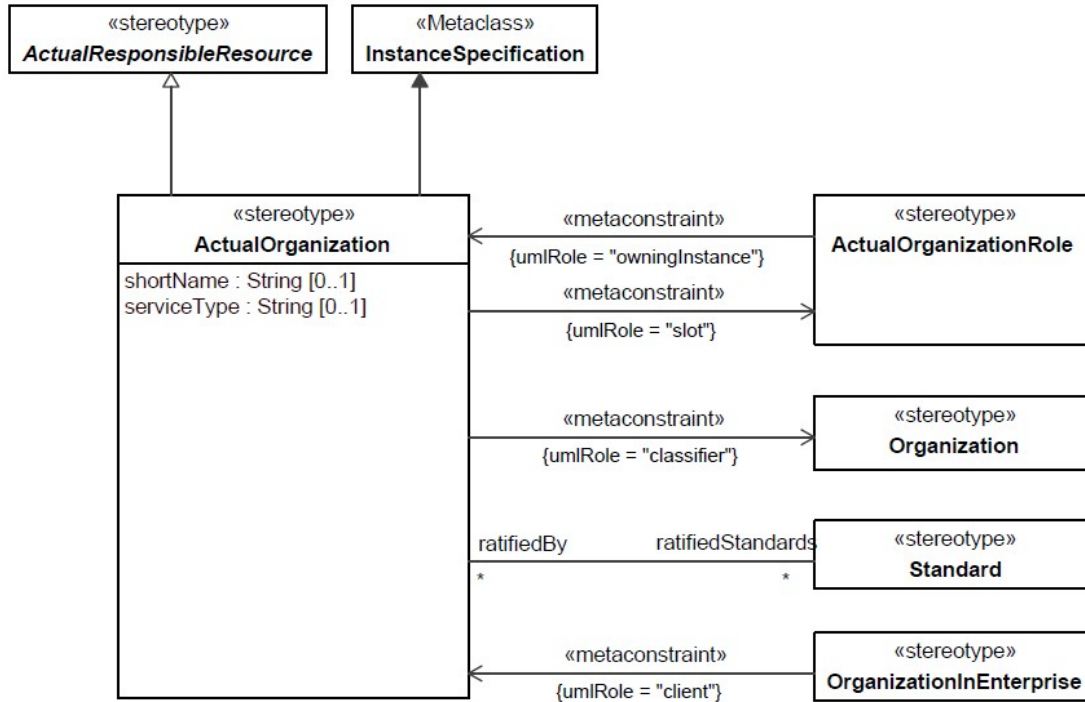 «stereotype»
ActualResponsibleResource
«Metaclass»
InstanceSpecification
«stereotype»
ActualOrganization
shortName : String [0..1]
serviceType : String [0..1]
«metaconstraint»
{umlRole = "owningInstance"}
«metaconstraint»
{umlRole = "slot"}
«stereotype»
ActualOrganizationRole
«metaconstraint»
{umlRole = "classifier"}
«stereotype»
Organization
ratifiedBy
ratifiedStandards
*
*
«stereotype»
Standard
«metaconstraint»
{umlRole = "client"}
«stereotype»
OrganizationInEnterprise